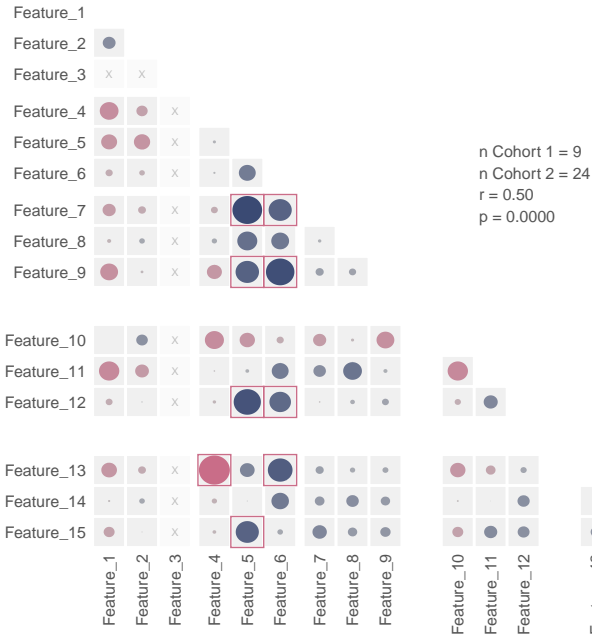 Feature_1
Feature_2
Feature_3 X X
Feature_4 X
Feature_5 X
n Cohort 1 = 9
n Cohort 2 = 24
r = 0.50
p = 0.0000
Feature_6 X
Feature_7 X
Feature_8 X
Feature_9 X
Feature_10 X
Feature_11 X
Feature_12 X
Feature_13 X
Feature_14 X
Feature_15 X
Feature_1
Feature_2
Feature_3
Feature_4
Feature_5
Feature_6
Feature_7
Feature_8
Feature_9
Feature_10
Feature_11
Feature_12